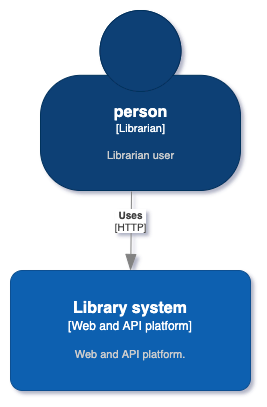 person
[Librarian]
Librarian user
Uses
[HTTP]
Library system
[Web and API platform]
Web and API platform.